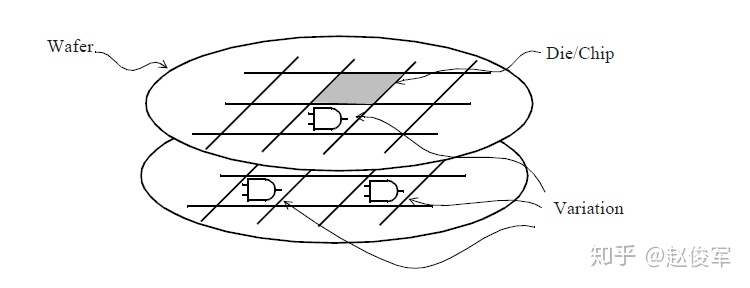 Wafer
Die/Chip
Variation
知乎 @赵俊军